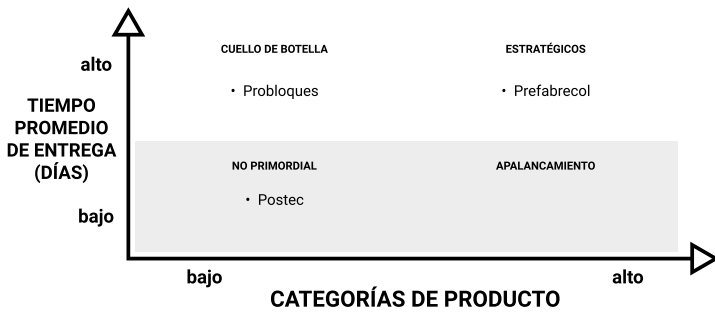 CUELLO DE BOTELLA
ESTRATÉGICOS
alto
• Probloques
• Prefabrecol
TIEMPO
PROMEDIO
DE ENTREGA
(DÍAS)
NO PRIMORDIAL
APALANCAMIENTO
• Postec
bajo
bajo
alto
CATEGORÍAS DE PRODUCTO